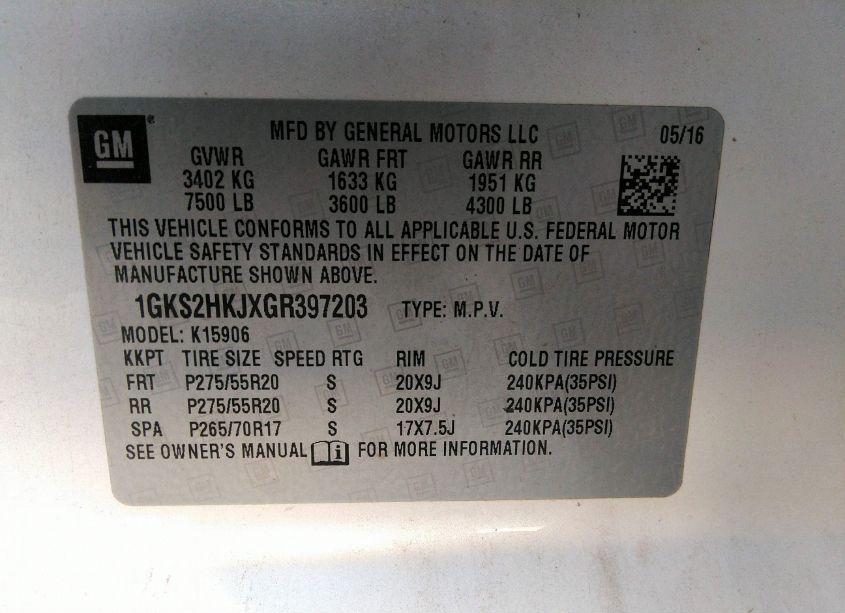 GM ® MFD BY GENERAL MOTORS LLC 05/16
GVWR GAWR FRT GAWR RR
3402 KG 1633 KG 1951 KG
7500 LB 3600 LB 4300 LB
THIS VEHICLE CONFORMS TO ALL APPLICABLE U.S. FEDERAL MOTOR
VEHICLE SAFETY STANDARDS IN EFFECT ON THE DATE OF
MANUFACTURE SHOWN ABOVE.
1GKS2HKJXGR397203 TYPE: M.P.V.
MODEL: K15906
KKPT TIRE SIZE SPEED RTG RIM COLD TIRE PRESSURE
FRT P275/55R20 S 20X9J 240KPA(35PSI)
RR P275/55R20 S 20X9J 240KPA(35PSI)
SPA P265/70R17 S 17X7.5J 240KPA(35PSI)
SEE OWNER'S MANUAL i FOR MORE INFORMATION.